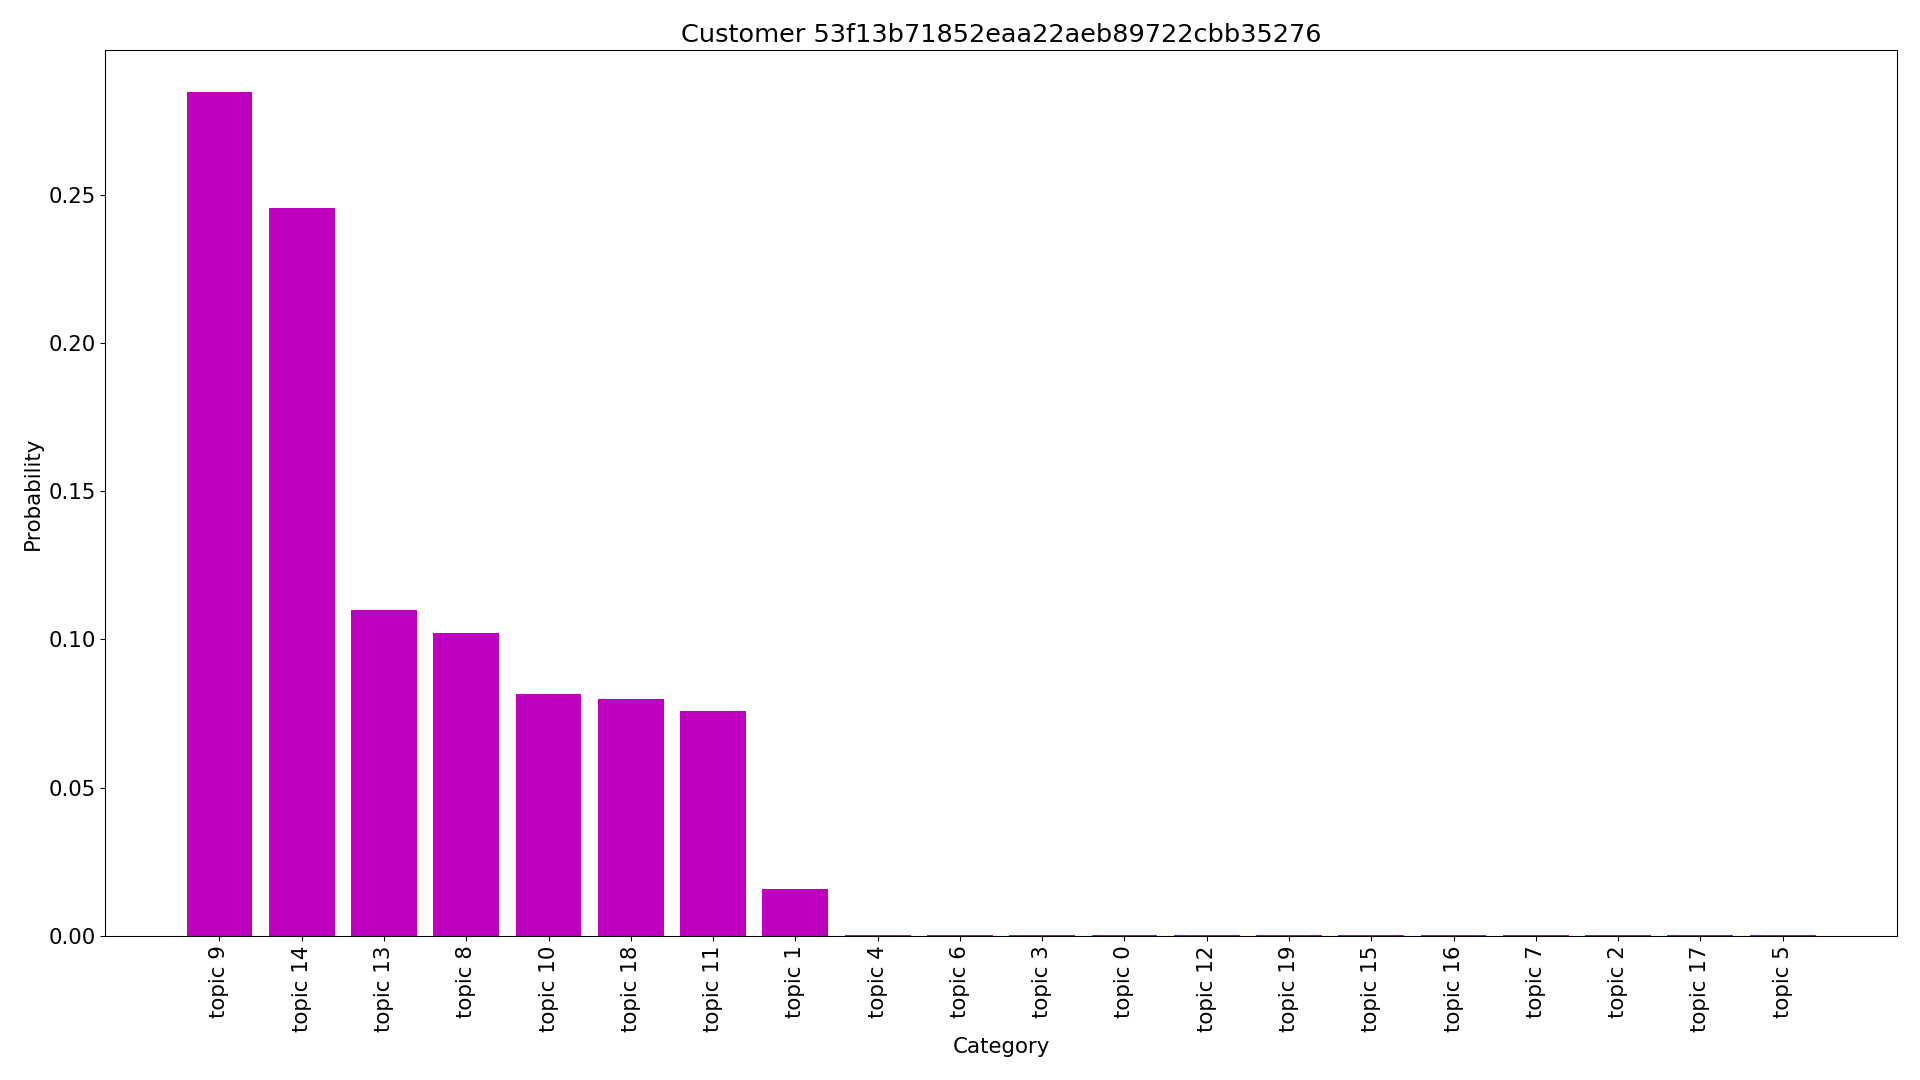 Customer 53f13b71852eaa22aeb89722cbb35276
Probability
0.25
0.20
0.15
0.10
0.05
0.00
topic 9
topic 14
topic 13
topic 8
topic 10
topic 18
topic 11
topic 1
topic 4
topic 6
topic 3
topic 0
topic 12
topic 19
topic 15
topic 16
topic 7
topic 2
topic 17
topic 5
Category